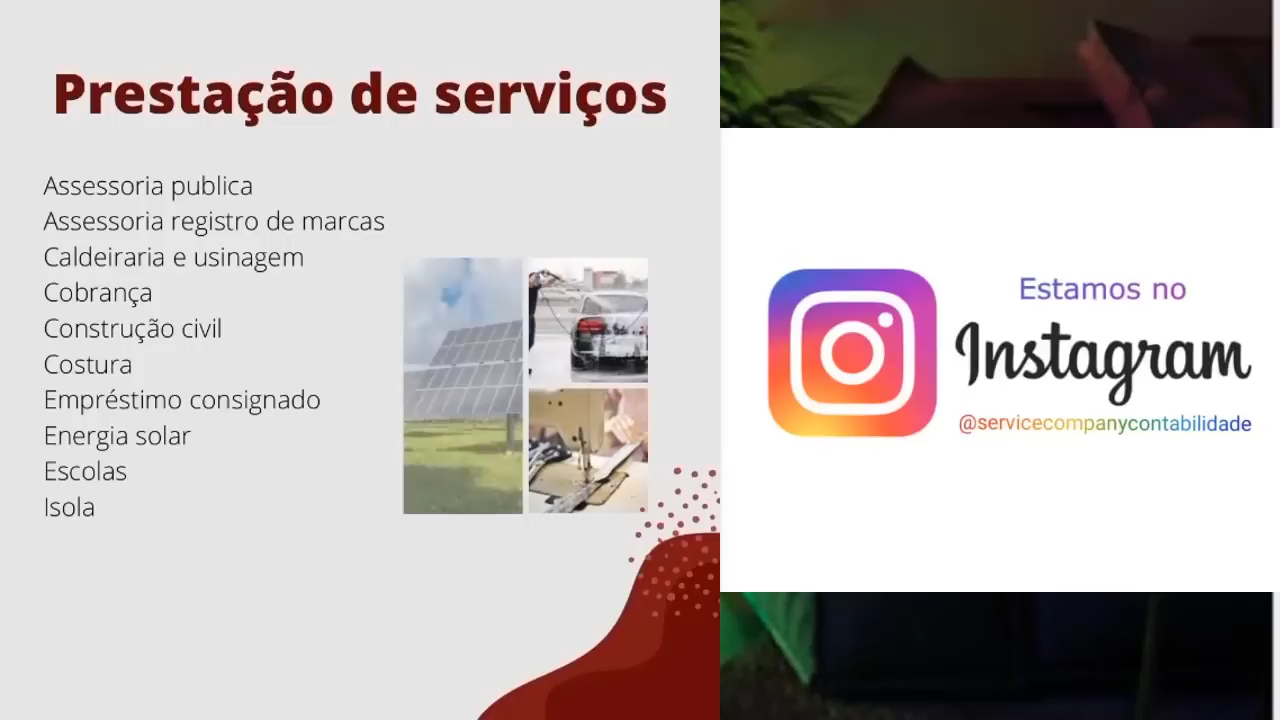 Prestação de serviços
Assessoria publica
Assessoria registro de marcas
Caldeiraria e usinagem
Cobrança
Construção civil
Costura
Empréstimo consignado
Energia solar
Escolas
Isola
Estamos no
Instagram
@servicecompanycontabilidade